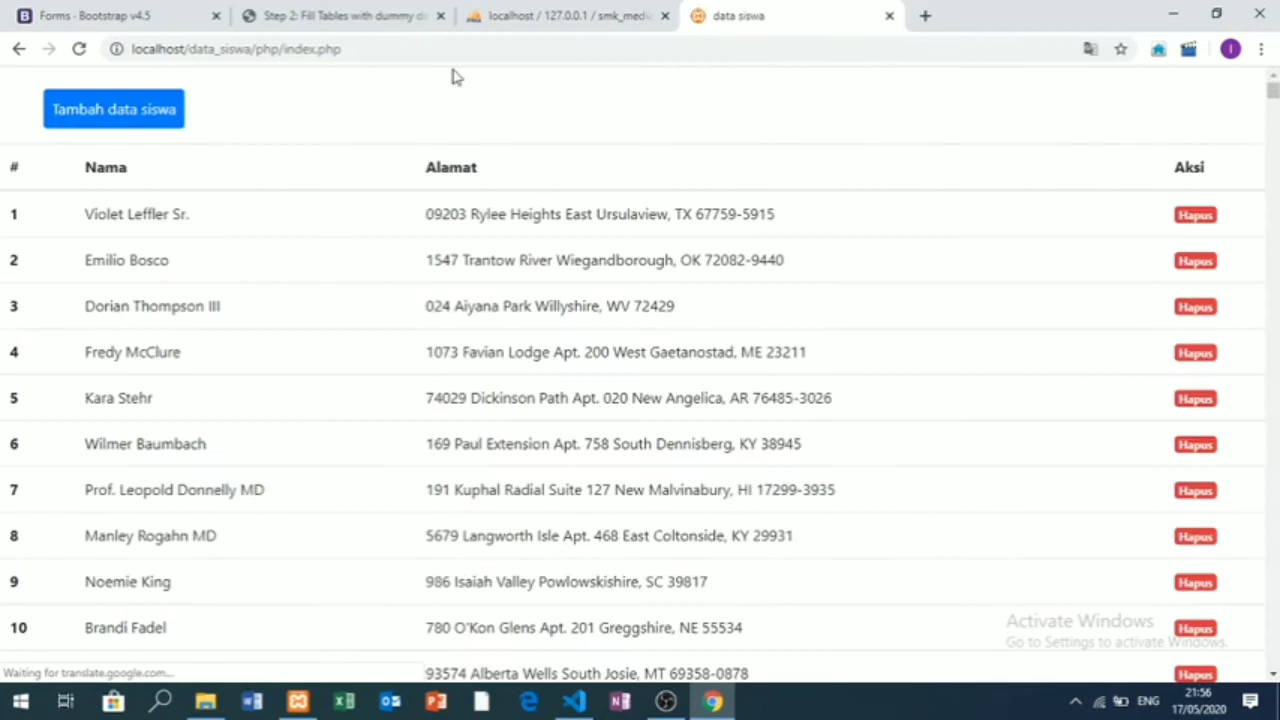 Forms · Bootstrap v4.5
Step 2: Fill Tables with dummy da
localhost / 127.0.0.1 / smk_medi
data siswa
localhost/data_siswa/php/index.php
I
Tambah data siswa
# Nama Alamat Aksi
1 Violet Leffler Sr. 09203 Rylee Heights East Ursulaview, TX 67759-5915 Hapus
2 Emilio Bosco 1547 Trantow River Wiegandborough, OK 72082-9440 Hapus
3 Dorian Thompson III 024 Aiyana Park Willyshire, WV 72429 Hapus
4 Fredy McClure 1073 Favian Lodge Apt. 200 West Gaetanostad, ME 23211 Hapus
5 Kara Stehr 74029 Dickinson Path Apt. 020 New Angelica, AR 76485-3026 Hapus
6 Wilmer Baumbach 169 Paul Extension Apt. 758 South Dennisberg, KY 38945 Hapus
7 Prof. Leopold Donnelly MD 191 Kuphal Radial Suite 127 New Malvinabury, HI 17299-3935 Hapus
8 Manley Rogahn MD 5679 Langworth Isle Apt. 468 East Coltonside, KY 29931 Hapus
9 Noemie King 986 Isaiah Valley Powlowskishire, SC 39817 Hapus
10 Brandi Fadel 780 O'Kon Glens Apt. 201 Greggshire, NE 55534 Hapus
Activate Windows
Go to Settings to activate Windows.
Waiting for translate.google.com... 93574 Alberta Wells South Josie, MT 69358-0878 Hapus
ENG
21:56
17/05/2020